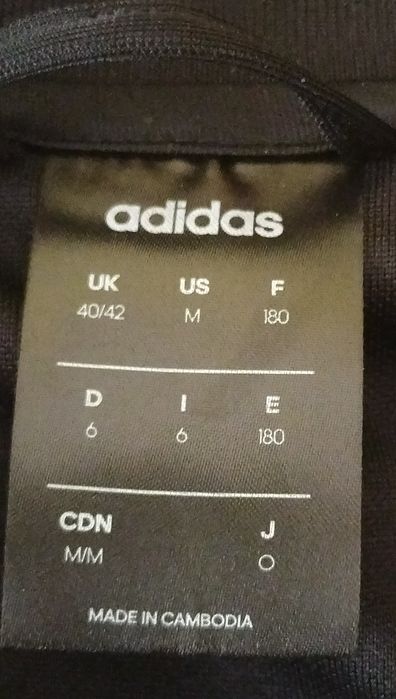 adidas
UK US F
40/42 M 180
D I E
6 6 180
CDN J
M/M O
MADE IN CAMBODIA